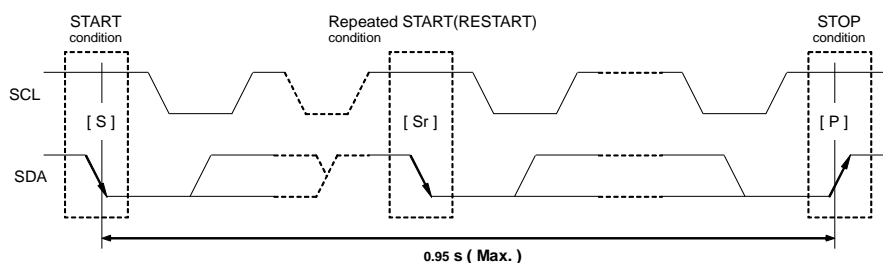 START
condition
Repeated START(RESTART)
condition
STOP
condition
SCL
[ S ]
[ Sr ]
[ P ]
SDA
0.95 s ( Max. )